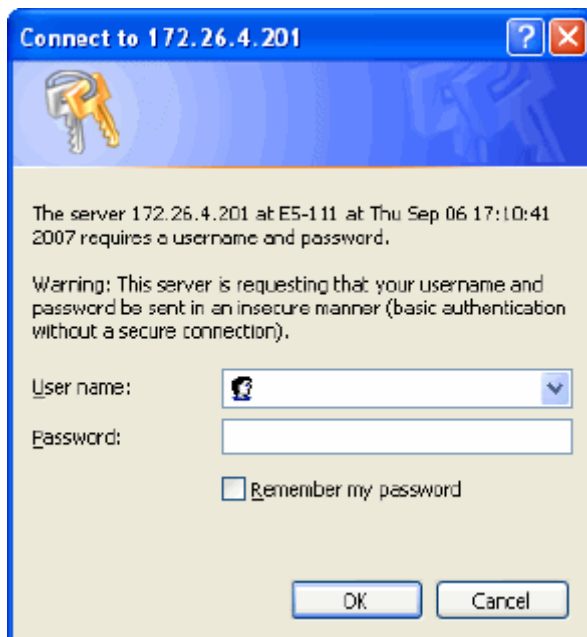 Connect to 172.26.4.201
The server 172.26.4.201 at E5-111 at Thu Sep 06 17:10:41
2007 requires a username and password.
Warning: This server is requesting that your username and
password be sent in an insecure manner (basic authentication
without a secure connection).
User name:
Password:
Remember my password
OK Cancel